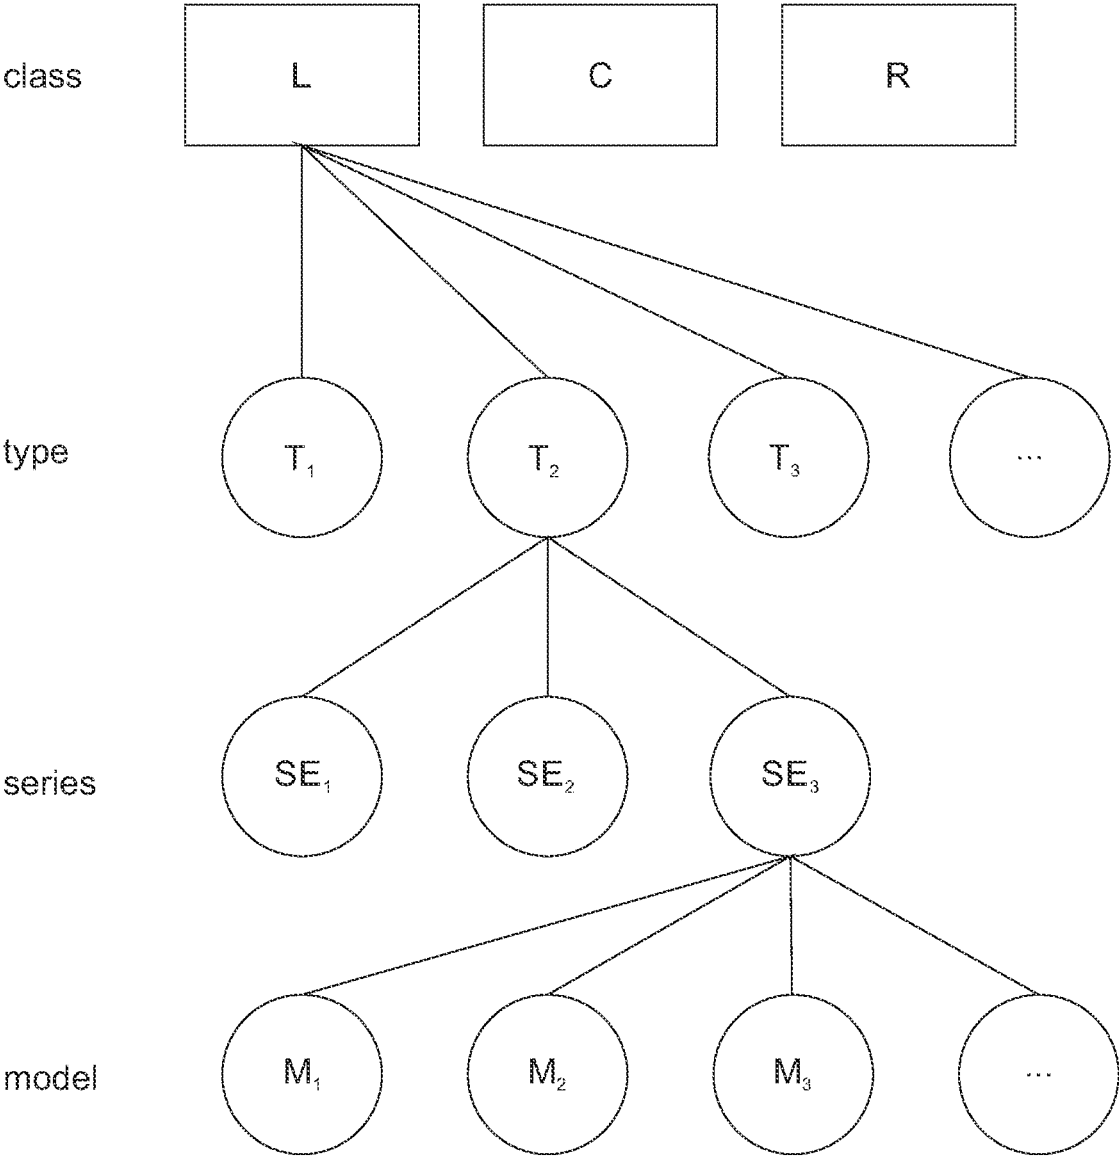 class L C R
type T₁ T₂ T₃ ...
series SE₁ SE₂ SE₃
model M₁ M₂ M₃ ...